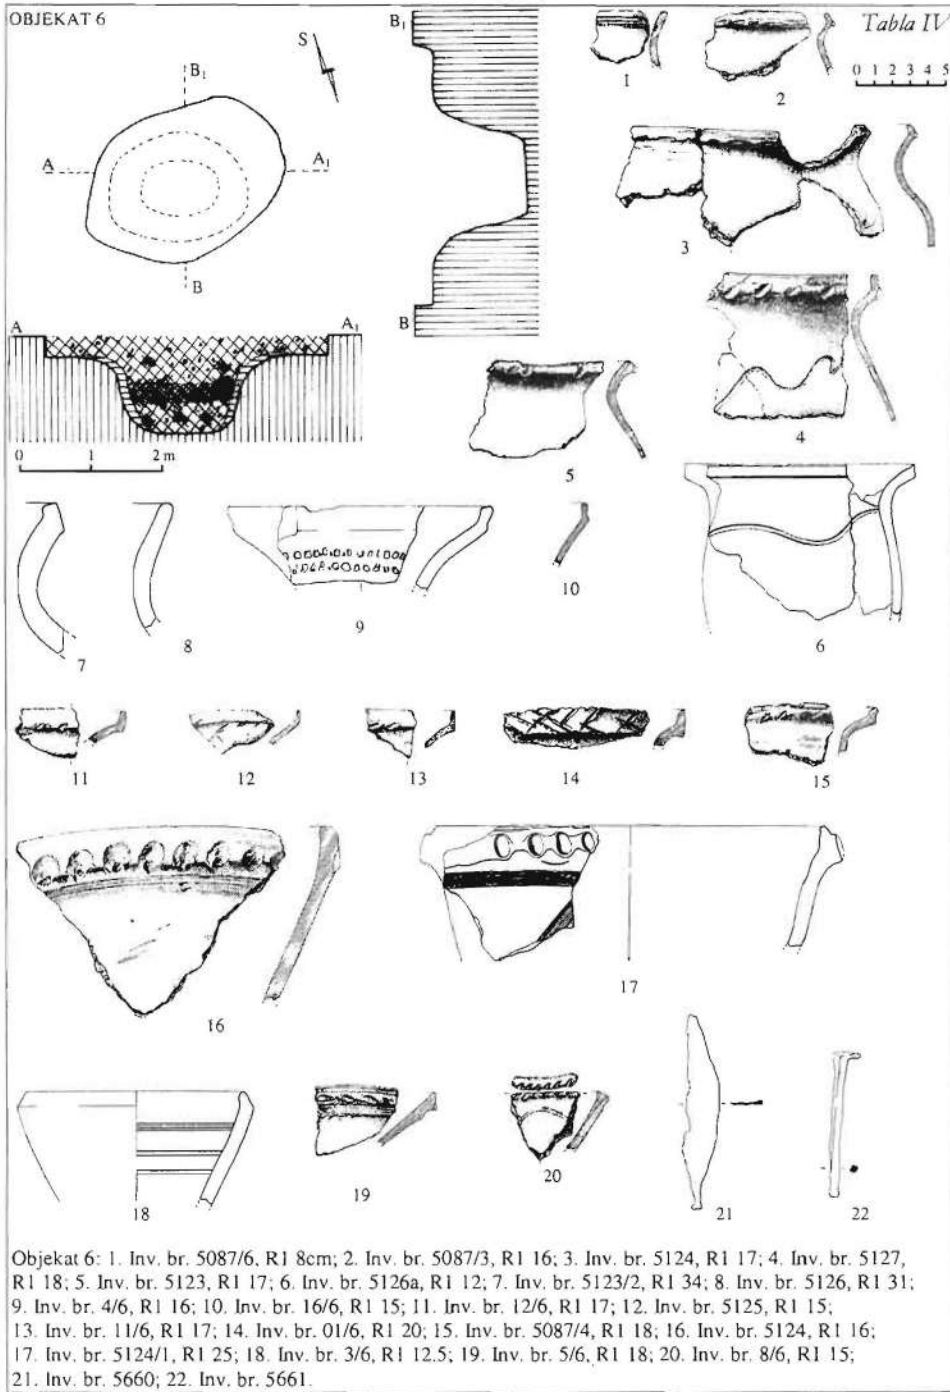 OBJEKAT 6
Tabla IV
S
B1
B1
A
A1
B
B
A
A1
0 1 2 m
0 1 2 3 4 5
1
2
3
4
5
6
7
8
9
10
11
12
13
14
15
16
17
18
19
20
21
22
Objekat 6: 1. Inv. br. 5087/6, R1 8cm; 2. Inv. br. 5087/3, R1 16; 3. Inv. br. 5124, R1 17; 4. Inv. br. 5127,
R1 18; 5. Inv. br. 5123, R1 17; 6. Inv. br. 5126a, R1 12; 7. Inv. br. 5123/2, R1 34; 8. Inv. br. 5126, R1 31;
9. Inv. br. 4/6, R1 16; 10. Inv. br. 16/6, R1 15; 11. Inv. br. 12/6, R1 17; 12. Inv. br. 5125, R1 15;
13. Inv. br. 11/6, R1 17; 14. Inv. br. 01/6, R1 20; 15. Inv. br. 5087/4, R1 18; 16. Inv. br. 5124, R1 16;
17. Inv. br. 5124/1, R1 25; 18. Inv. br. 3/6, R1 12.5; 19. Inv. br. 5/6, R1 18; 20. Inv. br. 8/6, R1 15;
21. Inv. br. 5660; 22. Inv. br. 5661.